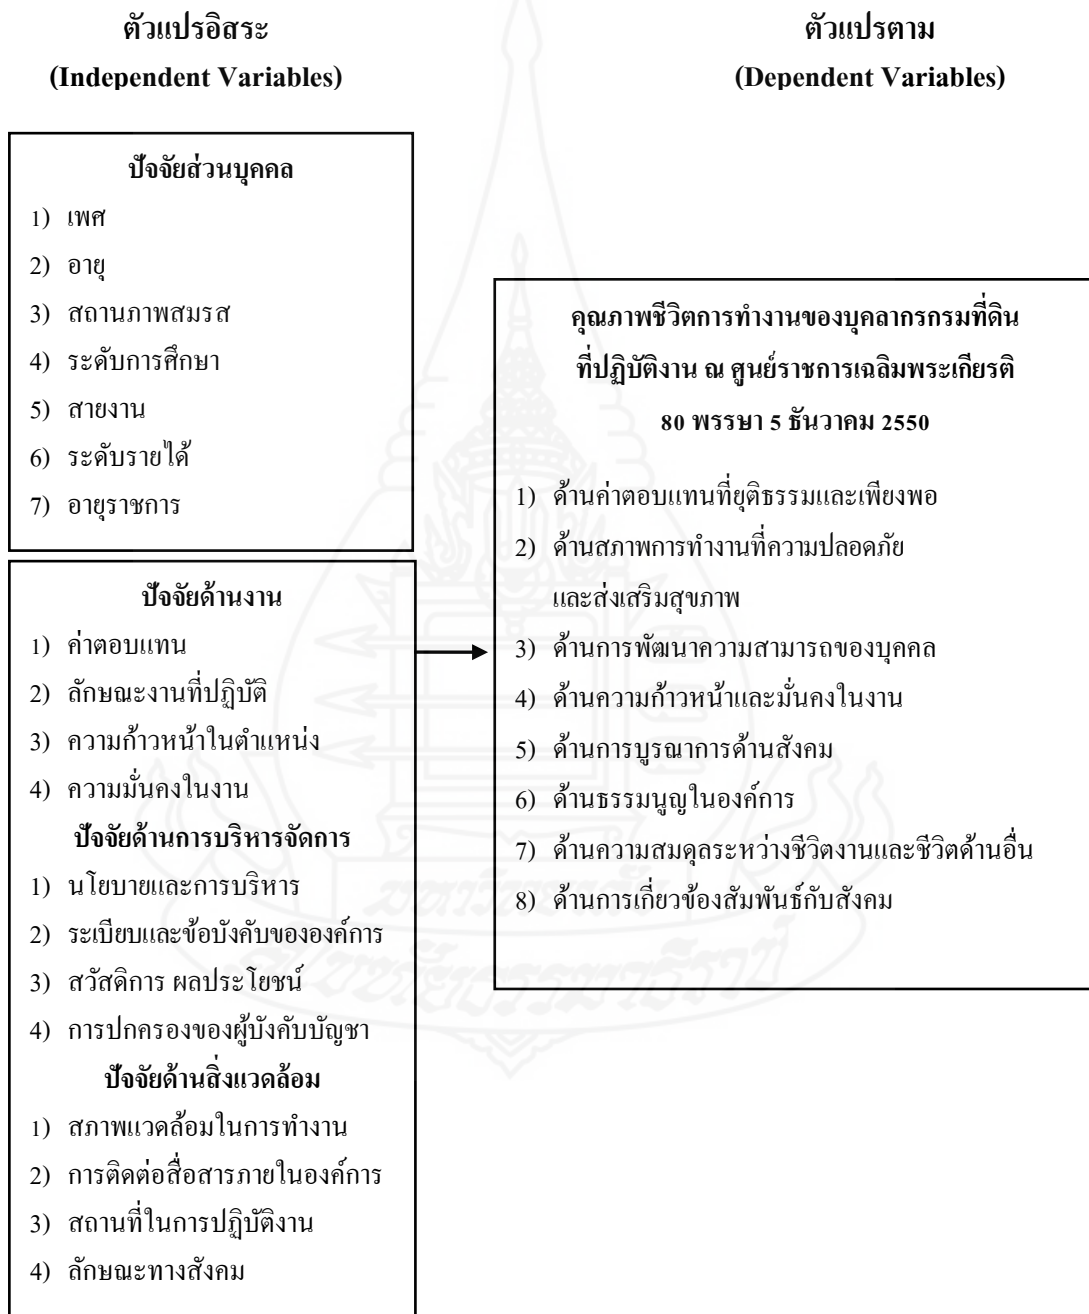 ตัวแปรอิสระ
(Independent Variables)
ตัวแปรตาม
(Dependent Variables)
ปัจจัยส่วนบุคคล
1) เพศ
2) อายุ
3) สถานภาพสมรส
4) ระดับการศึกษา
5) สายงาน
6) ระดับรายได้
7) อายุราชการ
ปัจจัยด้านงาน
1) ค่าตอบแทน
2) ลักษณะงานที่ปฏิบัติ
3) ความก้าวหน้าในตำแหน่ง
4) ความมั่นคงในงาน
ปัจจัยด้านการบริหารจัดการ
1) นโยบายและการบริหาร
2) ระเบียบและข้อบังคับขององค์การ
3) สวัสดิการ ผลประโยชน์
4) การปกครองของผู้บังคับบัญชา
ปัจจัยด้านสิ่งแวดล้อม
1) สภาพแวดล้อมในการทำงาน
2) การติดต่อสื่อสารภายในองค์การ
3) สถานที่ในการปฏิบัติงาน
4) ลักษณะทางสังคม
คุณภาพชีวิตการทำงานของบุคลากรกรมที่ดิน
ที่ปฏิบัติงาน ณ ศูนย์ราชการเฉลิมพระเกียรติ
80 พรรษา 5 ธันวาคม 2550
1) ด้านค่าตอบแทนที่ยุติธรรมและเพียงพอ
2) ด้านสภาพการทำงานที่ความปลอดภัย
และส่งเสริมสุขภาพ
3) ด้านการพัฒนาความสามารถของบุคคล
4) ด้านความก้าวหน้าและมั่นคงในงาน
5) ด้านการบูรณาการด้านสังคม
6) ด้านธรรมนูญในองค์การ
7) ด้านความสมดุลระหว่างชีวิตงานและชีวิตด้านอื่น
8) ด้านการเกี่ยวข้องสัมพันธ์กับสังคม
มหาวิทยาลัย
สุโขทัยธรรมาธิราช